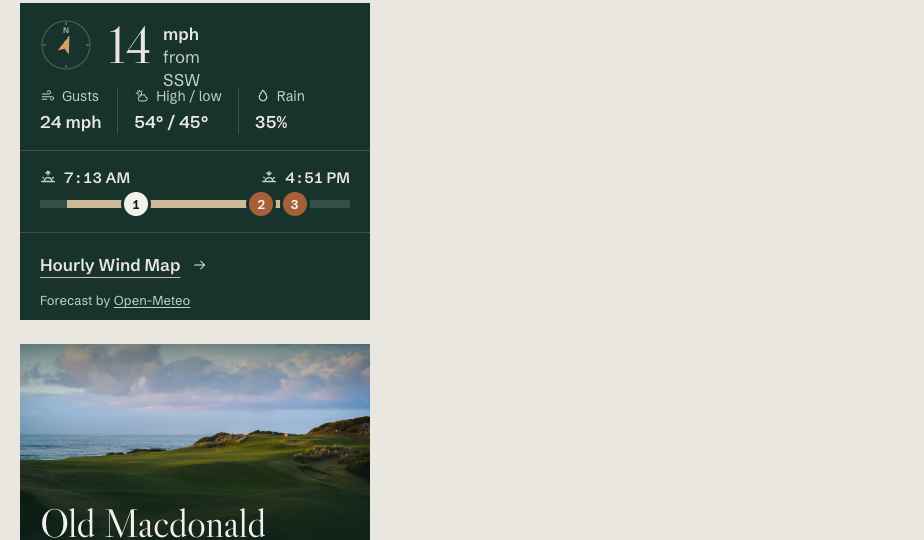 N
14 mph
from
SSW
Gusts High / low Rain
24 mph 54° / 45° 35%
7:13 AM 4:51 PM
1 2 3
Hourly Wind Map →
Forecast by Open-Meteo
Old Macdonald